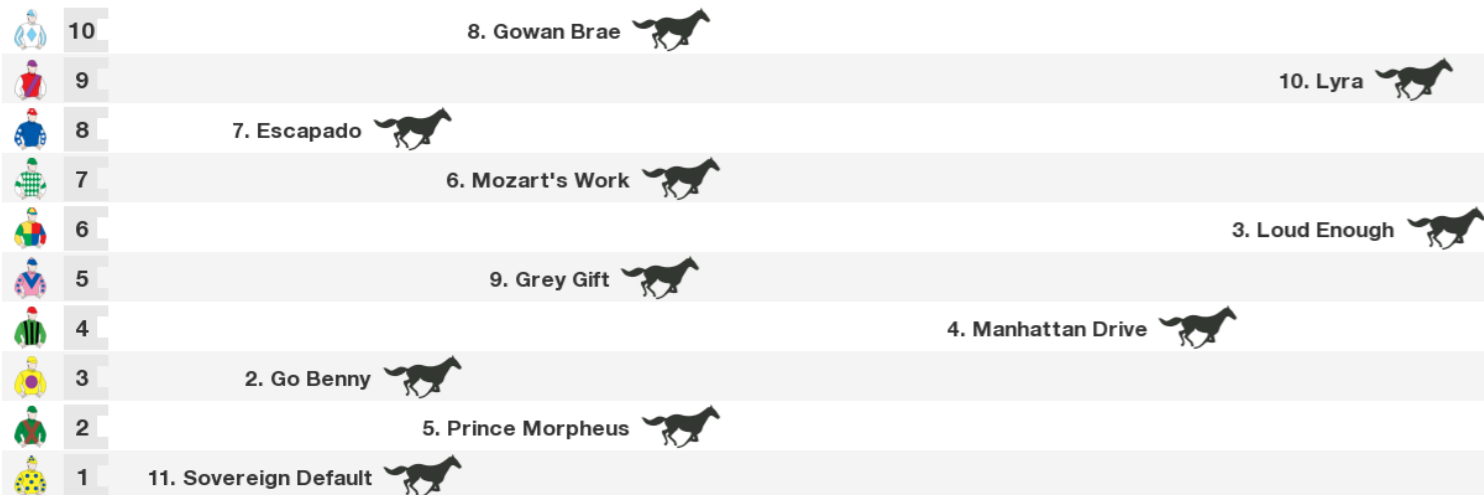 10 8. Gowan Brae
9 10. Lyra
8 7. Escapado
7 6. Mozart's Work
6 3. Loud Enough
5 9. Grey Gift
4 4. Manhattan Drive
3 2. Go Benny
2 5. Prince Morpheus
1 11. Sovereign Default